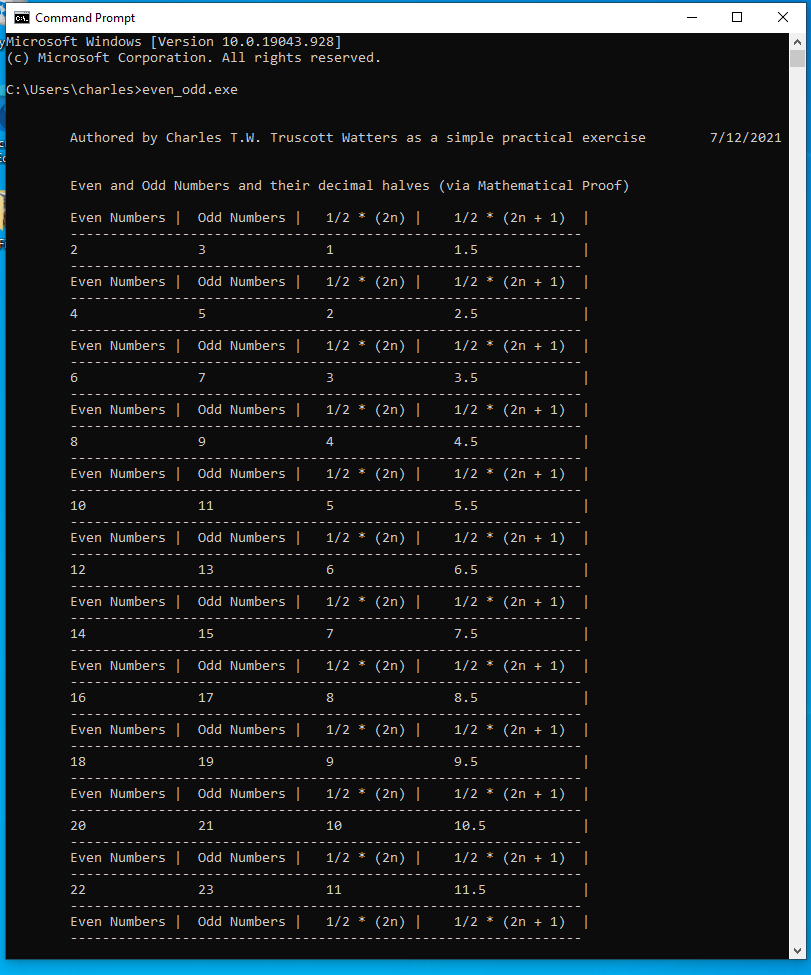 Command Prompt
Microsoft Windows [Version 10.0.19043.928]
(c) Microsoft Corporation. All rights reserved.
C:\Users\charles>even_odd.exe
Authored by Charles T.W. Truscott Watters as a simple practical exercise 7/12/2021
Even and Odd Numbers and their decimal halves (via Mathematical Proof)
Even Numbers | Odd Numbers | 1/2 * (2n) | 1/2 * (2n + 1) |
----------------------------------------------------------------
2 3 1 1.5 |
----------------------------------------------------------------
Even Numbers | Odd Numbers | 1/2 * (2n) | 1/2 * (2n + 1) |
----------------------------------------------------------------
4 5 2 2.5 |
----------------------------------------------------------------
Even Numbers | Odd Numbers | 1/2 * (2n) | 1/2 * (2n + 1) |
----------------------------------------------------------------
6 7 3 3.5 |
----------------------------------------------------------------
Even Numbers | Odd Numbers | 1/2 * (2n) | 1/2 * (2n + 1) |
----------------------------------------------------------------
8 9 4 4.5 |
----------------------------------------------------------------
Even Numbers | Odd Numbers | 1/2 * (2n) | 1/2 * (2n + 1) |
----------------------------------------------------------------
10 11 5 5.5 |
----------------------------------------------------------------
Even Numbers | Odd Numbers | 1/2 * (2n) | 1/2 * (2n + 1) |
----------------------------------------------------------------
12 13 6 6.5 |
----------------------------------------------------------------
Even Numbers | Odd Numbers | 1/2 * (2n) | 1/2 * (2n + 1) |
----------------------------------------------------------------
14 15 7 7.5 |
----------------------------------------------------------------
Even Numbers | Odd Numbers | 1/2 * (2n) | 1/2 * (2n + 1) |
----------------------------------------------------------------
16 17 8 8.5 |
----------------------------------------------------------------
Even Numbers | Odd Numbers | 1/2 * (2n) | 1/2 * (2n + 1) |
----------------------------------------------------------------
18 19 9 9.5 |
----------------------------------------------------------------
Even Numbers | Odd Numbers | 1/2 * (2n) | 1/2 * (2n + 1) |
----------------------------------------------------------------
20 21 10 10.5 |
----------------------------------------------------------------
Even Numbers | Odd Numbers | 1/2 * (2n) | 1/2 * (2n + 1) |
----------------------------------------------------------------
22 23 11 11.5 |
----------------------------------------------------------------
Even Numbers | Odd Numbers | 1/2 * (2n) | 1/2 * (2n + 1) |
----------------------------------------------------------------